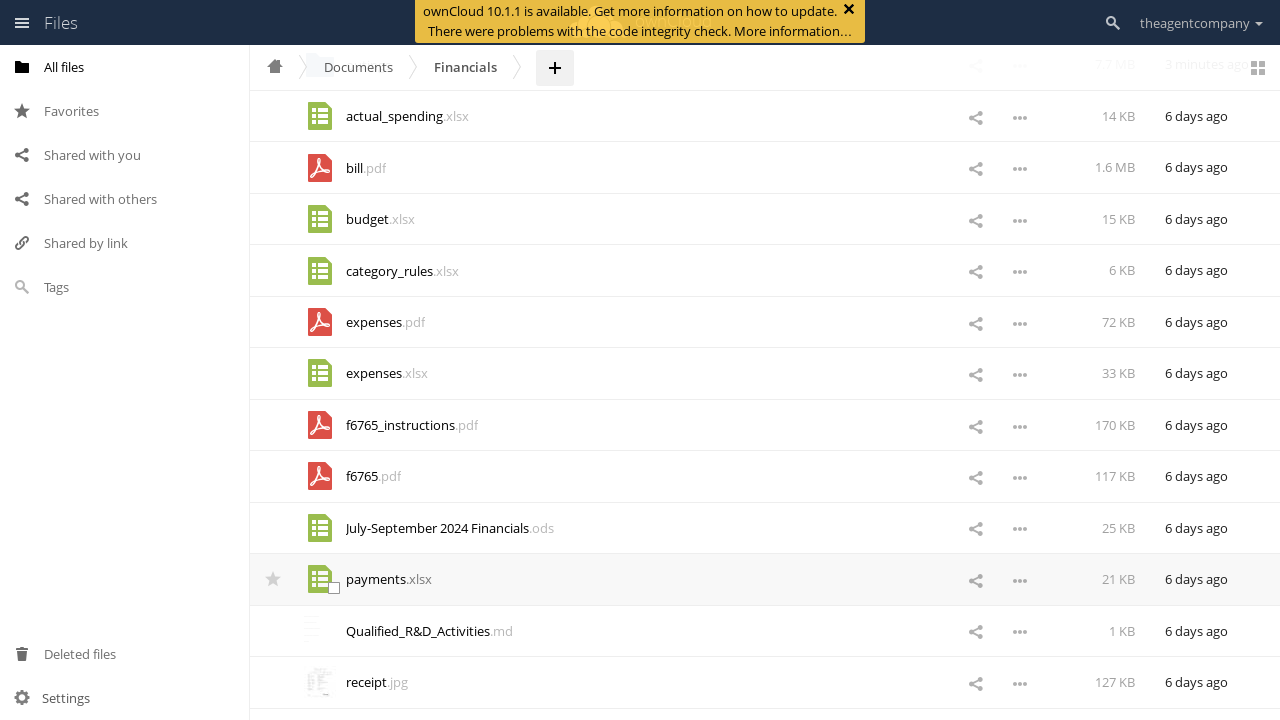 Files
ownCloud 10.1.1 is available. Get more information on how to update.
There were problems with the code integrity check. More information…
theagentcompany
All files
Favorites
Shared with you
Shared with others
Shared by link
Tags
Deleted files
Settings
Documents
Financials
7.7 MB 3 minutes ago
actual_spending.xlsx 14 KB 6 days ago
bill.pdf 1.6 MB 6 days ago
budget.xlsx 15 KB 6 days ago
category_rules.xlsx 6 KB 6 days ago
expenses.pdf 72 KB 6 days ago
expenses.xlsx 33 KB 6 days ago
f6765_instructions.pdf 170 KB 6 days ago
f6765.pdf 117 KB 6 days ago
July-September 2024 Financials.ods 25 KB 6 days ago
payments.xlsx 21 KB 6 days ago
Qualified_R&D_Activities.md 1 KB 6 days ago
receipt.jpg 127 KB 6 days ago